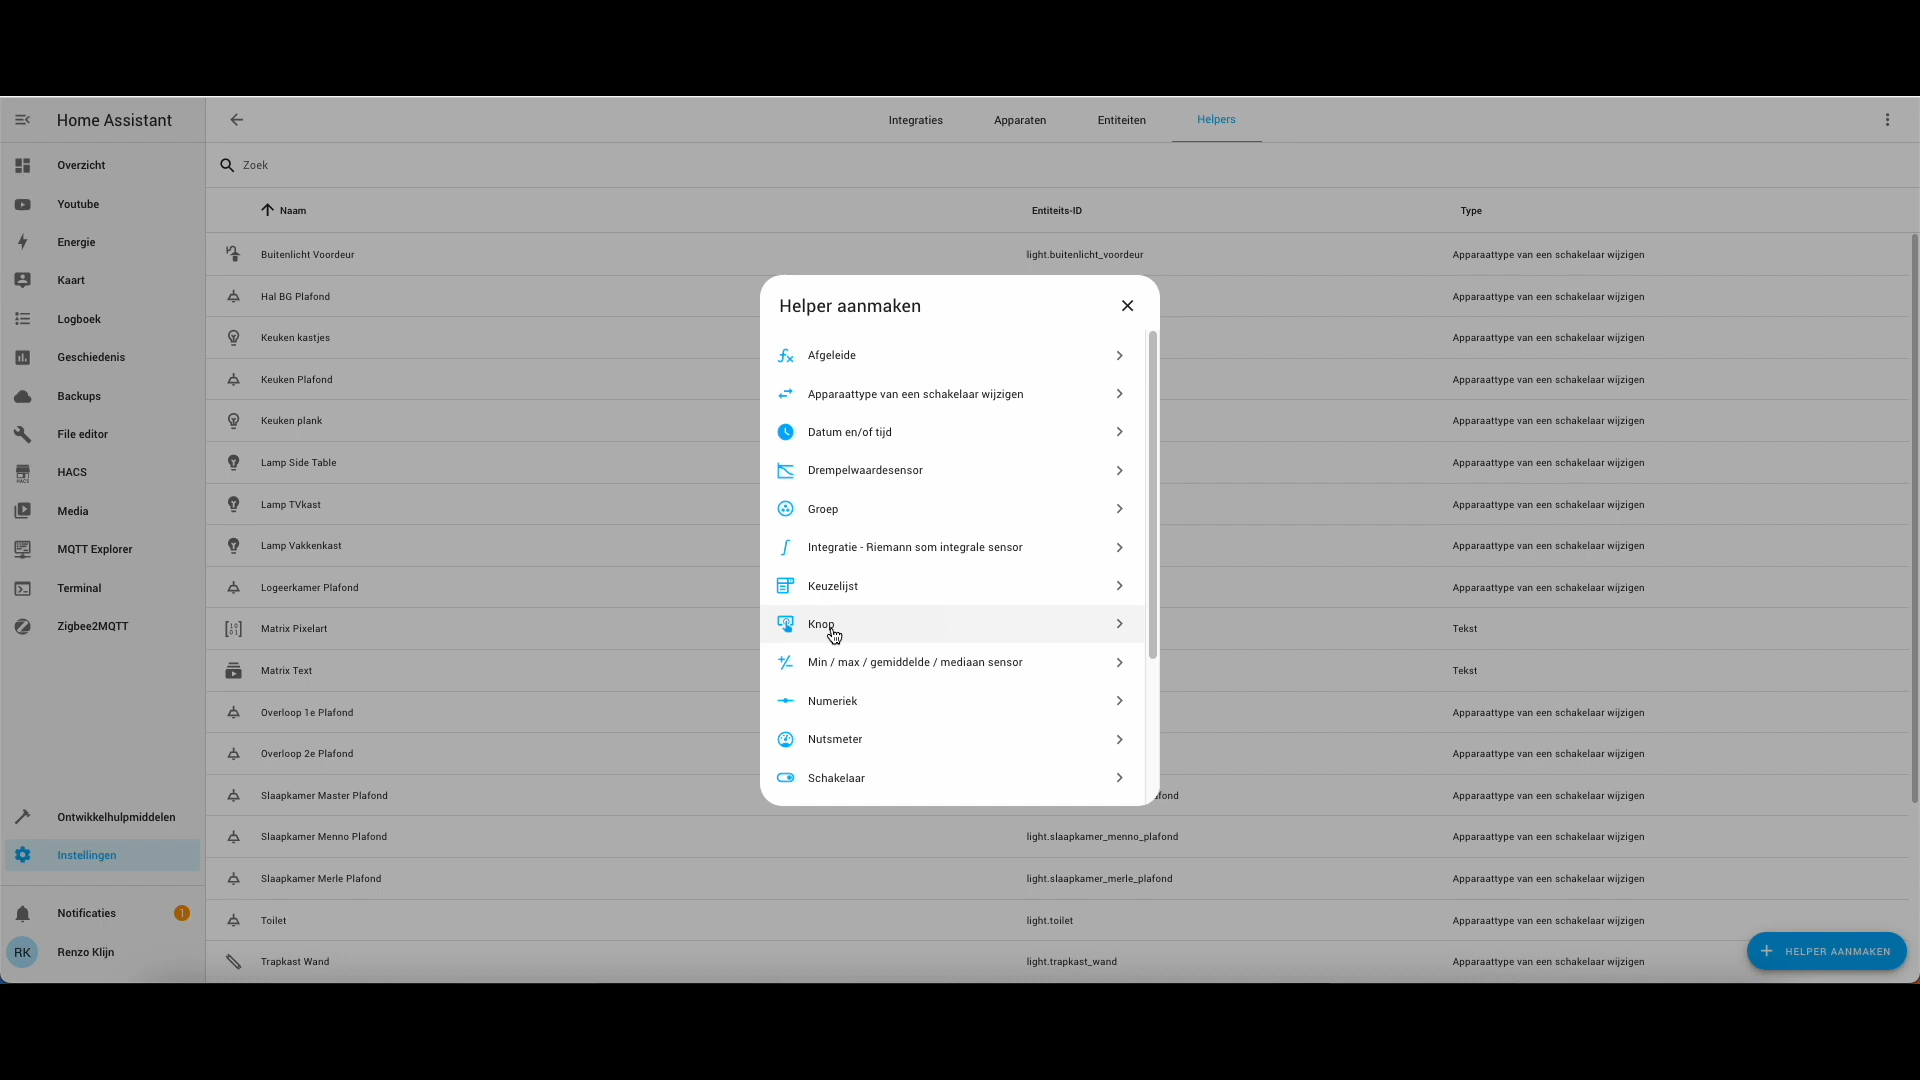 Home Assistant
Integraties
Apparaten
Entiteiten
Helpers
Overzicht
Youtube
Energie
Kaart
Logboek
Geschiedenis
Backups
File editor
HACS
HACS
Media
MQTT Explorer
Terminal
Zigbee2MQTT
Ontwikkelhulpmiddelen
Instellingen
Notificaties 1
RK Renzo Klijn
Zoek
Naam Entiteits-ID Type
Buitenlicht Voordeur light.buitenlicht_voordeur Apparaattype van een schakelaar wijzigen
Hal BG Plafond Apparaattype van een schakelaar wijzigen
Keuken kastjes Apparaattype van een schakelaar wijzigen
Keuken Plafond Apparaattype van een schakelaar wijzigen
Keuken plank Apparaattype van een schakelaar wijzigen
Lamp Side Table Apparaattype van een schakelaar wijzigen
Lamp TVkast Apparaattype van een schakelaar wijzigen
Lamp Vakkenkast Apparaattype van een schakelaar wijzigen
Logeerkamer Plafond Apparaattype van een schakelaar wijzigen
Matrix Pixelart Tekst
Matrix Text Tekst
Overloop 1e Plafond Apparaattype van een schakelaar wijzigen
Overloop 2e Plafond Apparaattype van een schakelaar wijzigen
Slaapkamer Master Plafond Apparaattype van een schakelaar wijzigen
Slaapkamer Menno Plafond light.slaapkamer_menno_plafond Apparaattype van een schakelaar wijzigen
Slaapkamer Merle Plafond light.slaapkamer_merle_plafond Apparaattype van een schakelaar wijzigen
Toilet light.toilet Apparaattype van een schakelaar wijzigen
Trapkast Wand light.trapkast_wand Apparaattype van een schakelaar wijzigen
Helper aanmaken
Afgeleide
Apparaattype van een schakelaar wijzigen
Datum en/of tijd
Drempelwaardesensor
Groep
Integratie - Riemann som integrale sensor
Keuzelijst
Knop
Min / max / gemiddelde / mediaan sensor
Numeriek
Nutsmeter
Schakelaar
HELPER AANMAKEN